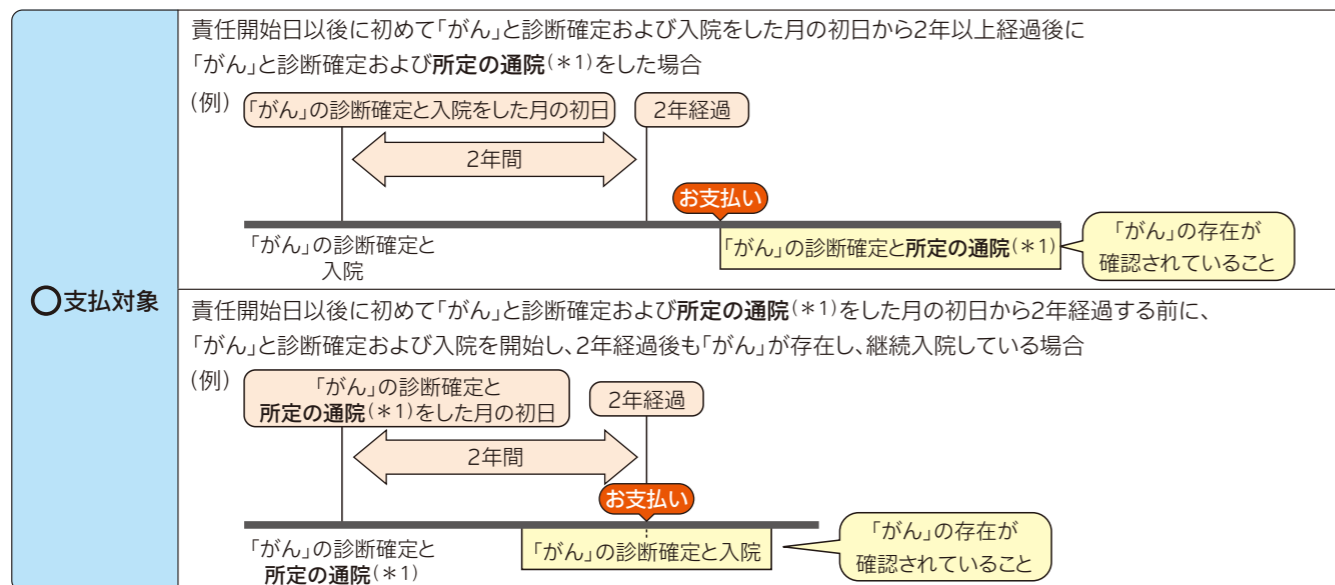 責任開始日以後に初めて「がん」と診断確定および入院をした月の初日から2年以上経過後に
「がん」と診断確定および所定の通院(＊1)をした場合
(例)
「がん」の診断確定と入院をした月の初日
2年経過
2年間
お支払い
「がん」の診断確定と
入院
「がん」の診断確定と所定の通院(＊1)
「がん」の存在が
確認されていること
○支払対象
責任開始日以後に初めて「がん」と診断確定および所定の通院(＊1)をした月の初日から2年経過する前に、
「がん」と診断確定および入院を開始し、2年経過後も「がん」が存在し、継続入院している場合
(例)
「がん」の診断確定と
所定の通院(＊1)をした月の初日
2年経過
2年間
お支払い
「がん」の診断確定と
所定の通院(＊1)
「がん」の診断確定と入院
「がん」の存在が
確認されていること